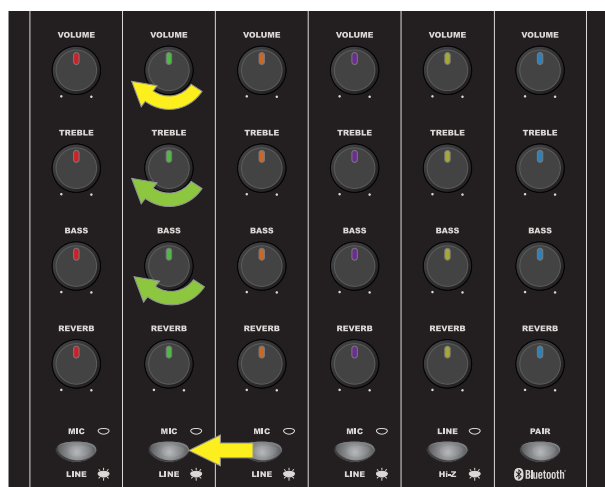 VOLUME VOLUME VOLUME VOLUME VOLUME VOLUME
TREBLE TREBLE TREBLE TREBLE TREBLE TREBLE
BASS BASS BASS BASS BASS BASS
REVERB REVERB REVERB REVERB REVERB REVERB
MIC MIC MIC MIC LINE PAIR
LINE LINE LINE LINE Hi-Z Bluetooth